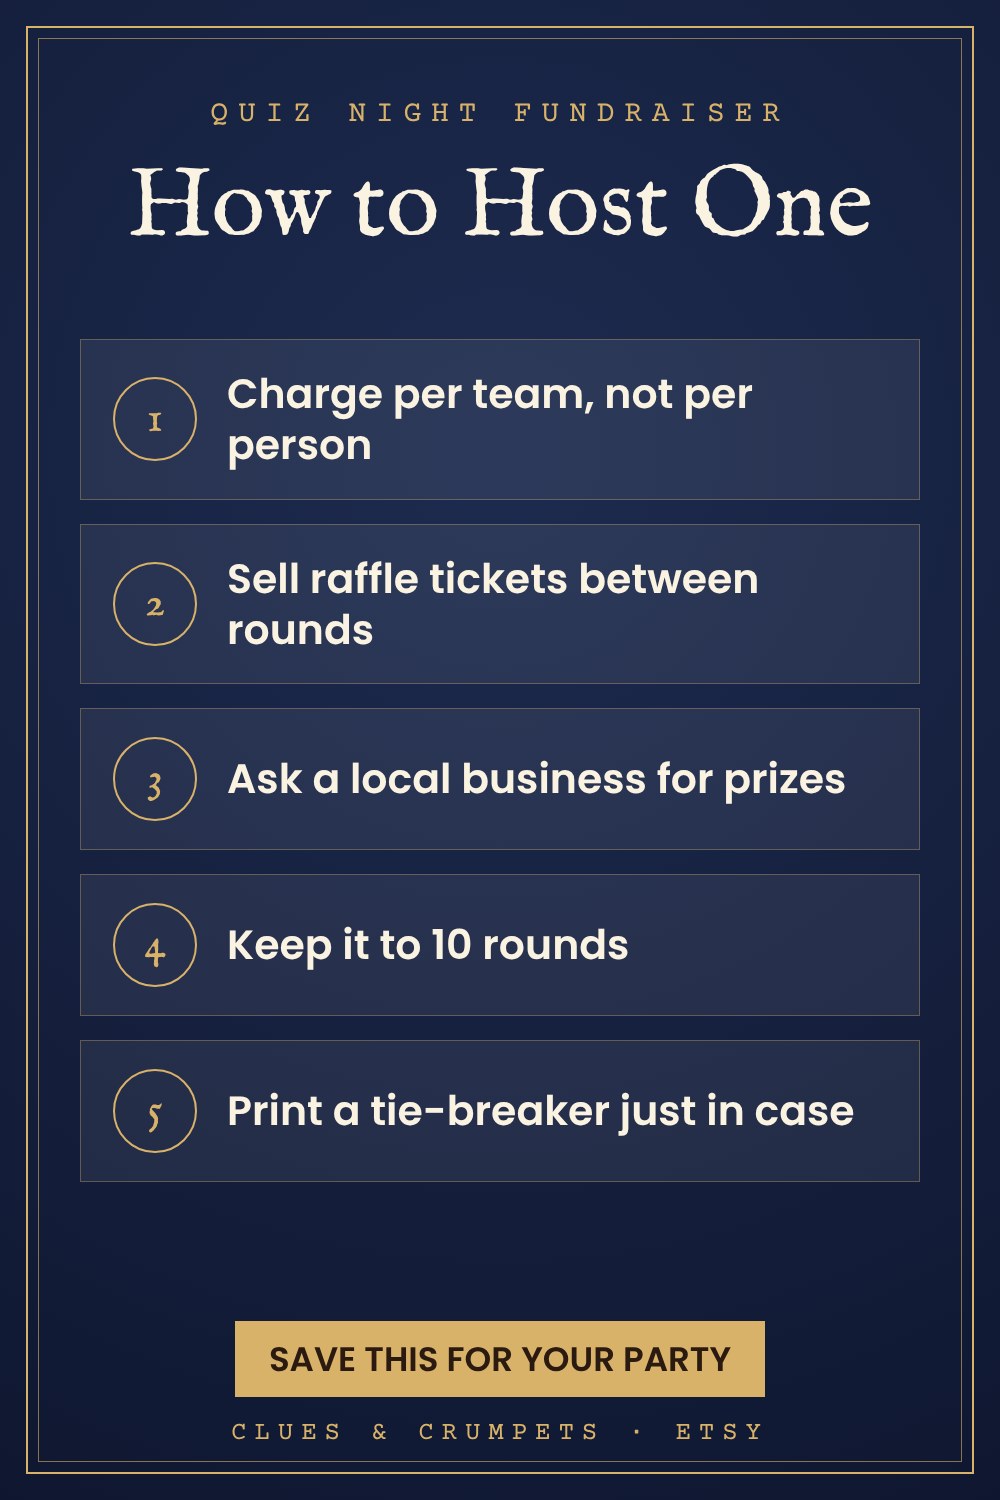 QUIZ NIGHT FUNDRAISER
How to Host One
1
Charge per team, not per
person
2
Sell raffle tickets between
rounds
3
Ask a local business for prizes
4
Keep it to 10 rounds
5
Print a tie-breaker just in case
SAVE THIS FOR YOUR PARTY
CLUES & CRUMPETS · ETSY